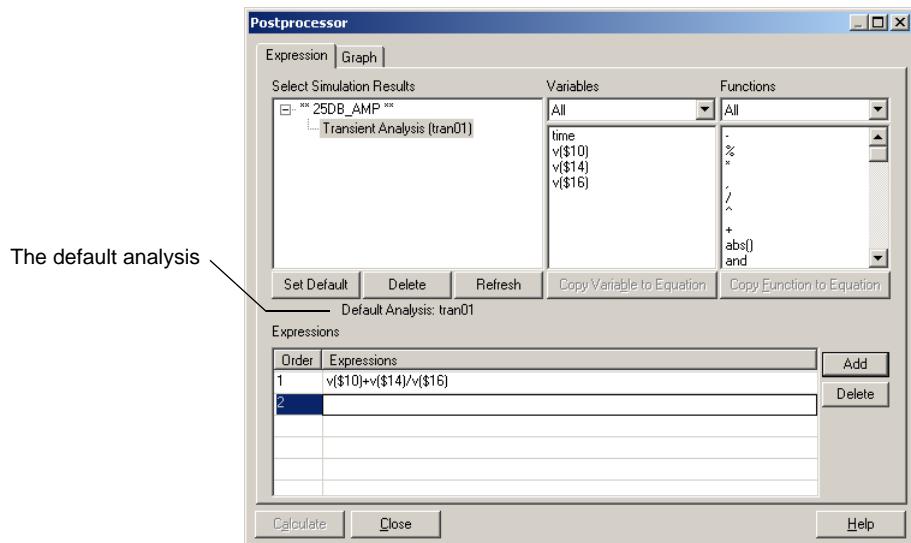 Postprocessor
Expression Graph
Select Simulation Results Variables Functions
** 25DB_AMP ** All All
Transient Analysis (tran01)
time
v($10)
v($14)
v($16)
-
%
*
,
/
^
+
abs()
and
The default analysis
Set Default Delete Refresh Copy Variable to Equation Copy Function to Equation
Default Analysis: tran01
Expressions
Order Expressions Add
1 v($10)+v($14)/v($16)
2 Delete
Calculate Close Help